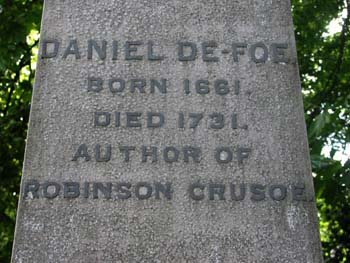 DANIEL DE-FOE
BORN 1661.
DIED 1731.
AUTHOR OF
ROBINSON CRUSOE.